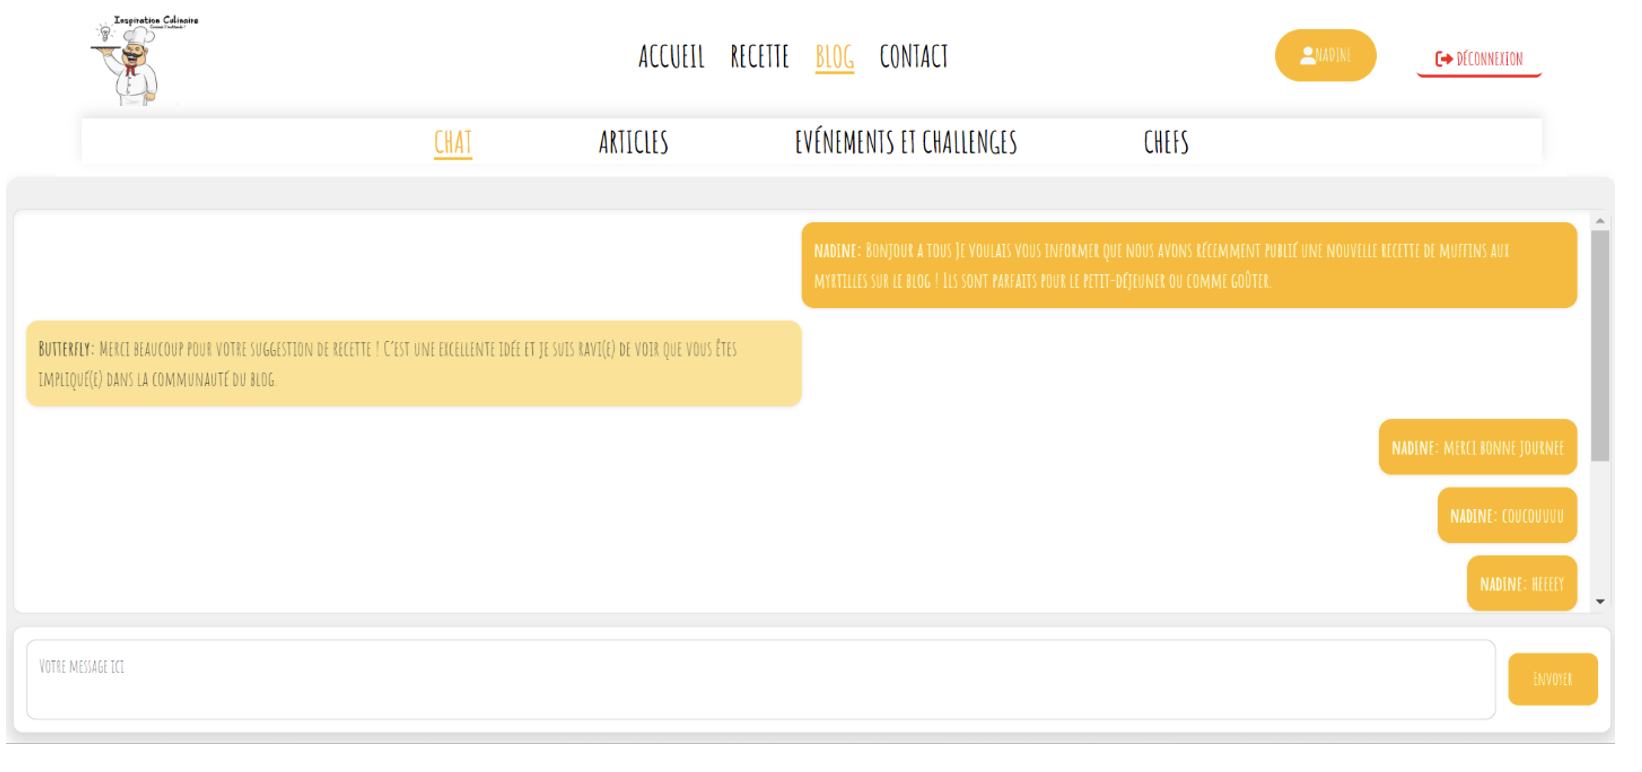 Inspiration Culinaire
ACCUEIL RECETTE BLOG CONTACT
NADINE
DÉCONNEXION
CHAT ARTICLES EVÉNEMENTS ET CHALLENGES CHEFS
NADINE: BONJOUR A TOUS JE VOULAIS VOUS INFORMER QUE NOUS AVONS RÉCEMMENT PUBLIÉ UNE NOUVELLE RECETTE DE MUFFINS AUX
MYRTILLES SUR LE BLOG ! ILS SONT PARFAITS POUR LE PETIT-DÉJEUNER OU COMME GOÛTER.
BUTTERFLY: MERCI BEAUCOUP POUR VOTRE SUGGESTION DE RECETTE ! C'EST UNE EXCELLENTE IDÉE ET JE SUIS RAVI(E) DE VOIR QUE VOUS ÊTES
IMPLIQUÉ(E) DANS LA COMMUNAUTÉ DU BLOG.
NADINE: MERCI BONNE JOURNEE
NADINE: COUCOUUUU
NADINE: HEEEEY
VOTRE MESSAGE ICI
ENVOYER